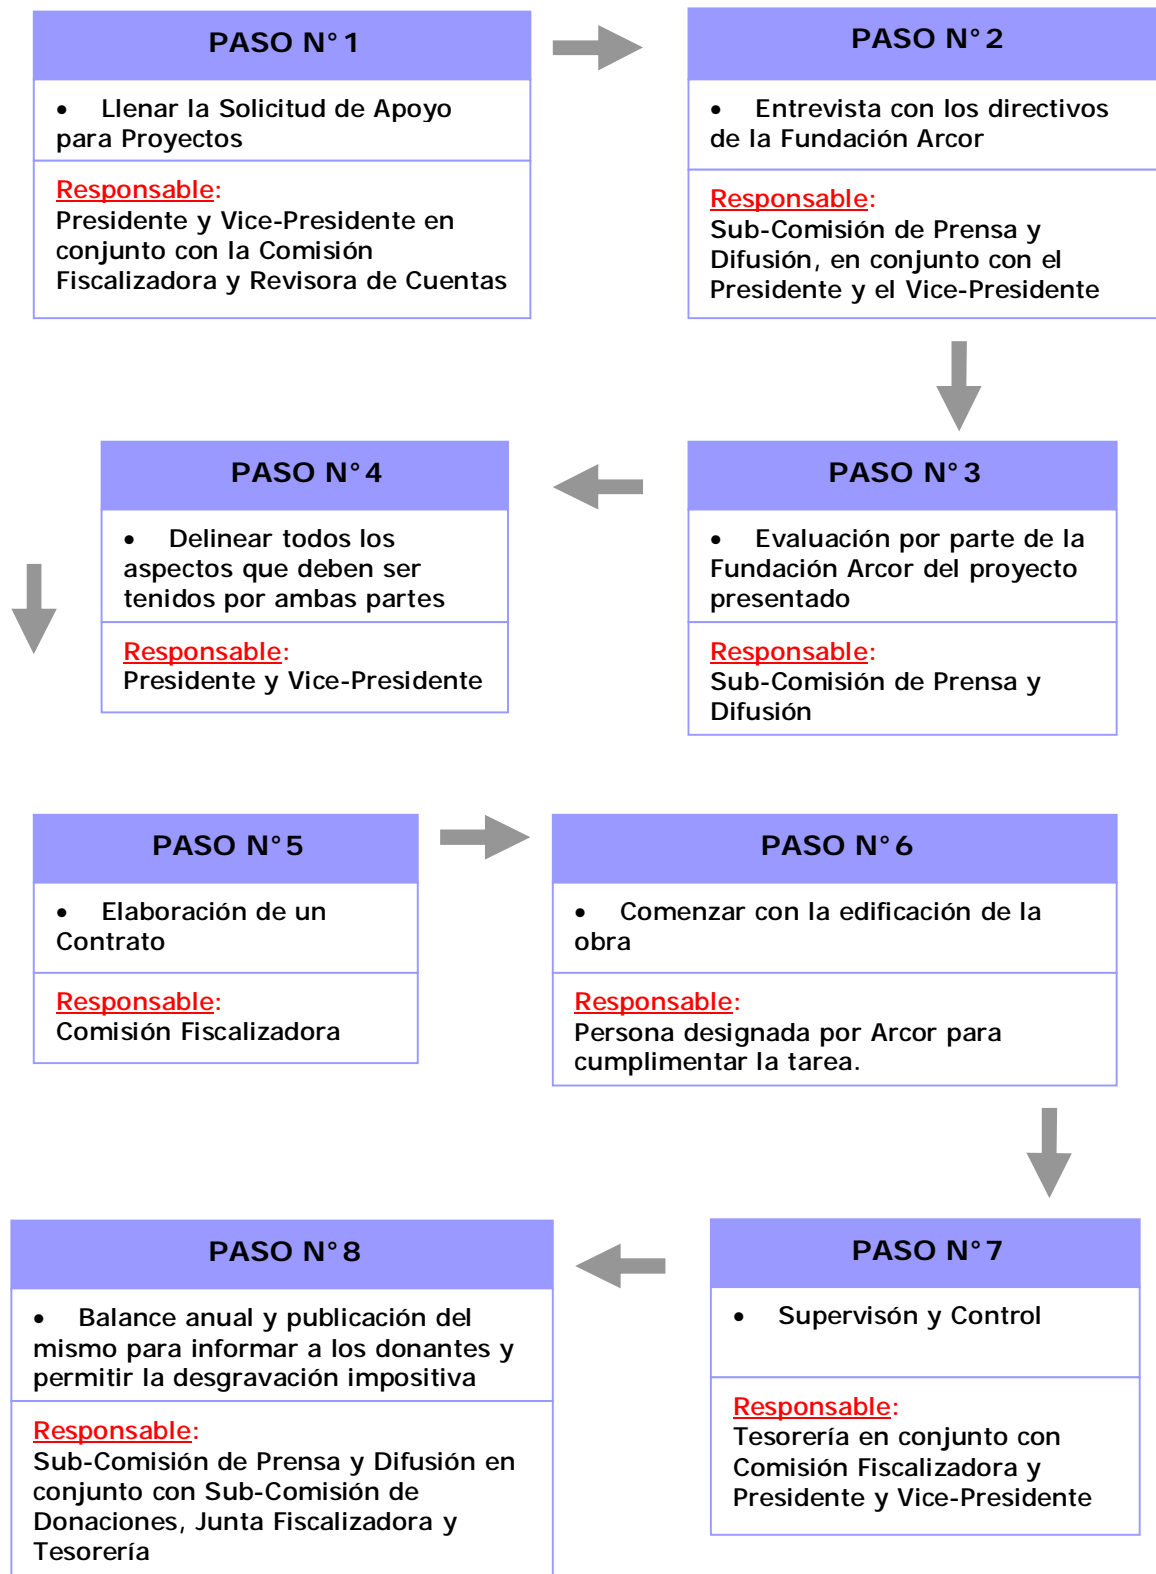 PASO N°1
• Llenar la Solicitud de Apoyo
para Proyectos
Responsable:
Presidente y Vice-Presidente en
conjunto con la Comisión
Fiscalizadora y Revisora de Cuentas
PASO N°2
• Entrevista con los directivos
de la Fundación Arcor
Responsable:
Sub-Comisión de Prensa y
Difusión, en conjunto con el
Presidente y el Vice-Presidente
PASO N°3
• Evaluación por parte de la
Fundación Arcor del proyecto
presentado
Responsable:
Sub-Comisión de Prensa y
Difusión
PASO N°4
• Delinear todos los
aspectos que deben ser
tenidos por ambas partes
Responsable:
Presidente y Vice-Presidente
PASO N°5
• Elaboración de un
Contrato
Responsable:
Comisión Fiscalizadora
PASO N°6
• Comenzar con la edificación de la
obra
Responsable:
Persona designada por Arcor para
cumplimentar la tarea.
PASO N°7
• Supervisón y Control
Responsable:
Tesorería en conjunto con
Comisión Fiscalizadora y
Presidente y Vice-Presidente
PASO N°8
• Balance anual y publicación del
mismo para informar a los donantes y
permitir la desgravación impositiva
Responsable:
Sub-Comisión de Prensa y Difusión en
conjunto con Sub-Comisión de
Donaciones, Junta Fiscalizadora y
Tesorería